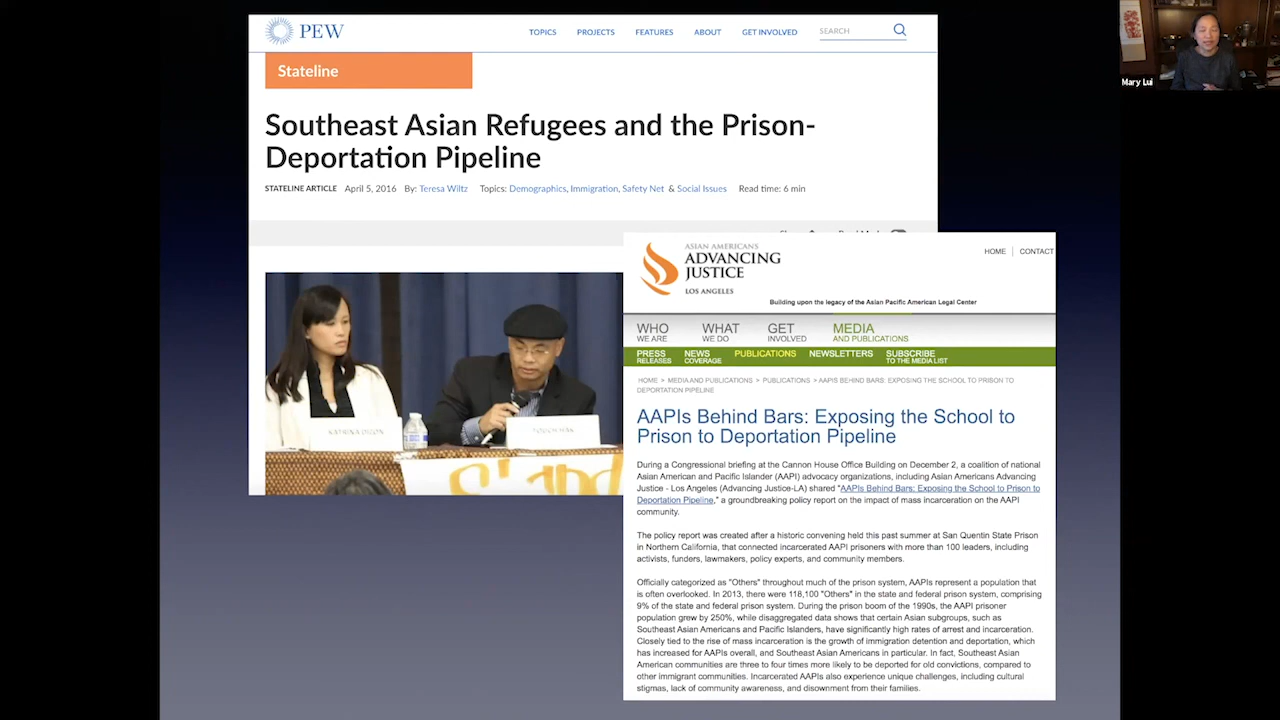 PEW
TOPICS PROJECTS FEATURES ABOUT GET INVOLVED SEARCH
Stateline
Southeast Asian Refugees and the Prison-
Deportation Pipeline
STATELINE ARTICLE April 5, 2016 By: Teresa Wiltz Topics: Demographics, Immigration, Safety Net & Social Issues Read time: 6 min
KATRINA DIZON
Mary Lui
ASIAN AMERICANS
ADVANCING
JUSTICE
LOS ANGELES
HOME CONTACT
Building upon the legacy of the Asian Pacific American Legal Center
WHO WHAT GET MEDIA
WE ARE WE DO INVOLVED AND PUBLICATIONS
PRESS NEWS PUBLICATIONS NEWSLETTERS SUBSCRIBE
RELEASES COVERAGE TO THE MEDIA LIST
HOME > MEDIA AND PUBLICATIONS > PUBLICATIONS > AAPIS BEHIND BARS: EXPOSING THE SCHOOL TO PRISON TO
DEPORTATION PIPELINE
AAPIs Behind Bars: Exposing the School to
Prison to Deportation Pipeline
During a Congressional briefing at the Cannon House Office Building on December 2, a coalition of national
Asian American and Pacific Islander (AAPI) advocacy organizations, including Asian Americans Advancing
Justice - Los Angeles (Advancing Justice-LA) shared "AAPIs Behind Bars: Exposing the School to Prison to
Deportation Pipeline," a groundbreaking policy report on the impact of mass incarceration on the AAPI
community.
The policy report was created after a historic convening held this past summer at San Quentin State Prison
in Northern California, that connected incarcerated AAPI prisoners with more than 100 leaders, including
activists, funders, lawmakers, policy experts, and community members.
Officially categorized as "Others" throughout much of the prison system, AAPIs represent a population that
is often overlooked. In 2013, there were 118,100 "Others" in the state and federal prison system, comprising
9% of the state and federal prison system. During the prison boom of the 1990s, the AAPI prisoner
population grew by 250%, while disaggregated data shows that certain Asian subgroups, such as
Southeast Asian Americans and Pacific Islanders, have significantly high rates of arrest and incarceration.
Closely tied to the rise of mass incarceration is the growth of immigration detention and deportation, which
has increased for AAPIs overall, and Southeast Asian Americans in particular. In fact, Southeast Asian
American communities are three to four times more likely to be deported for old convictions, compared to
other immigrant communities. Incarcerated AAPIs also experience unique challenges, including cultural
stigmas, lack of community awareness, and disownment from their families.